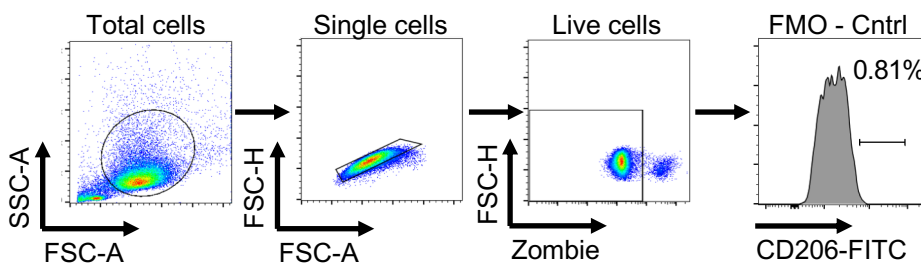 Total cells
Single cells
Live cells
FMO - Cntrl
0.81%
SSC-A
FSC-A
FSC-H
FSC-A
FSC-H
Zombie
CD206-FITC